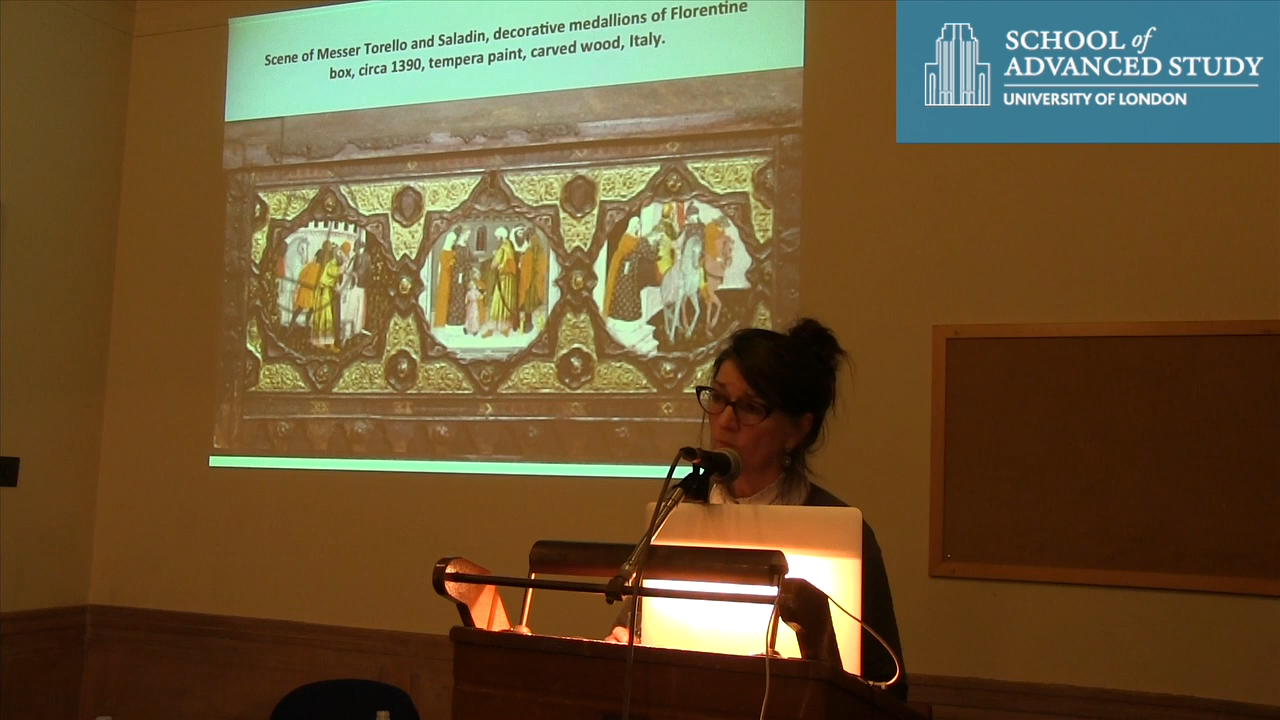 Scene of Messer Torello and Saladin, decorative medallions of Florentine
box, circa 1390, tempera paint, carved wood, Italy.
SCHOOL of
ADVANCED STUDY
UNIVERSITY OF LONDON